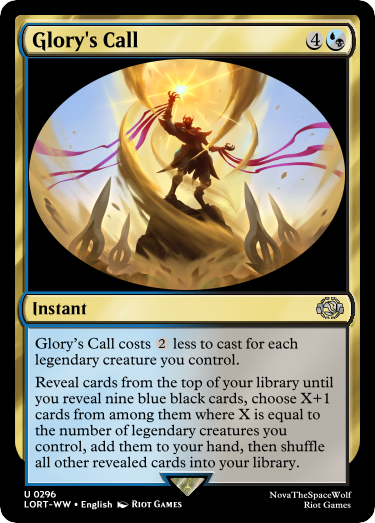 Glory's Call 4
Instant
Glory's Call costs 2 less to cast for each
legendary creature you control.
Reveal cards from the top of your library until
you reveal nine blue black cards, choose X+1
cards from among them where X is equal to
the number of legendary creatures you
control, add them to your hand, then shuffle
all other revealed cards into your library.
U 0296
LORT-WW • English Riot Games
NovaTheSpaceWolf
Riot Games